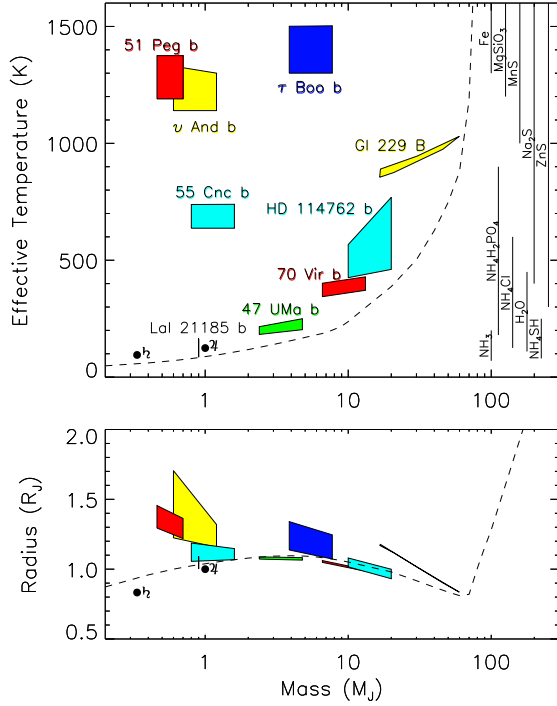 Effective Temperature (K)
1500
1000
500
0
51 Peg b
υ And b
τ Boo b
Gl 229 B
55 Cnc b
HD 114762 b
70 Vir b
47 UMa b
Lal 21185 b
♄
♃
Fe
MgSiO3
MnS
Na2S
ZnS
NH4H2PO4
NH4Cl
H2O
NH3
NH4SH
1
10
100
Radius (RJ)
2.0
1.5
1.0
0.5
♄
♃
1
10
100
Mass (MJ)